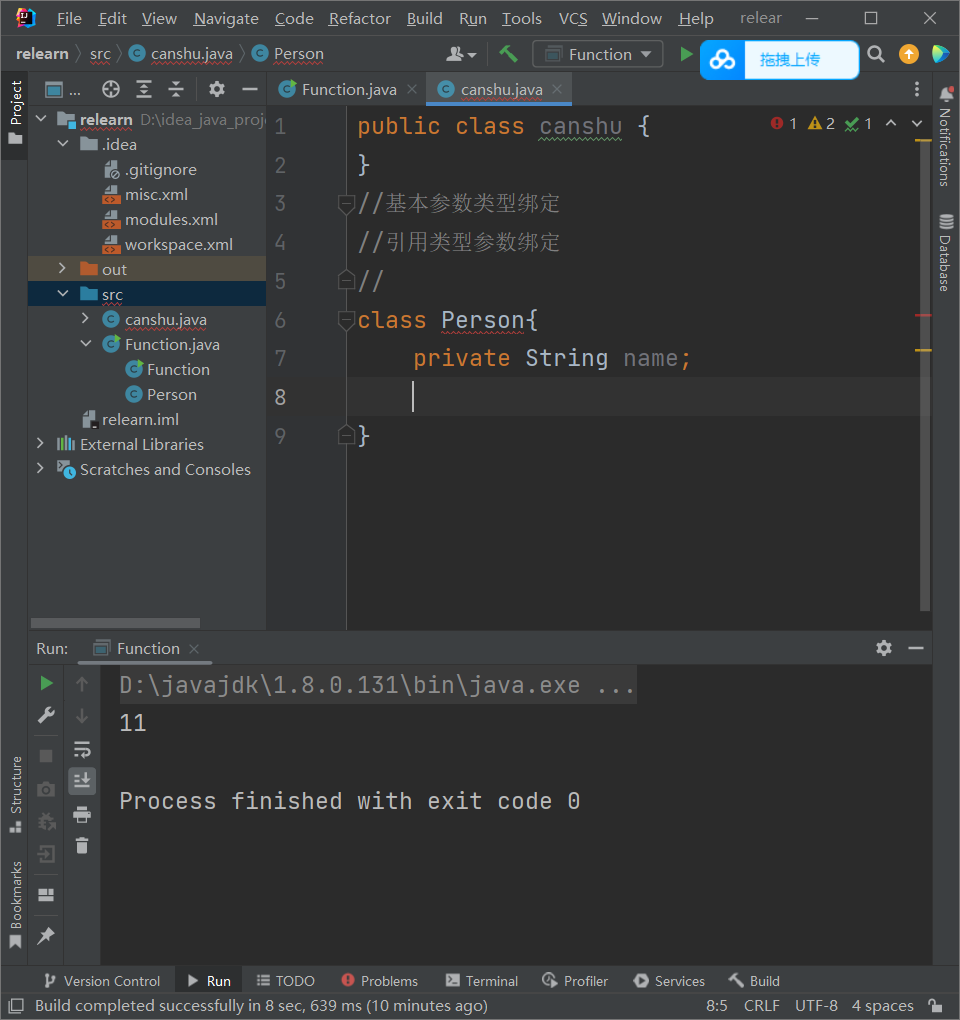 File Edit View Navigate Code Refactor Build Run Tools VCS Window Help relear
relearn src canshu.java Person Function 拖拽上传
Project
... Function.java canshu.java
relearn D:\idea_java_proj
.idea
.gitignore
misc.xml
modules.xml
workspace.xml
out
src
canshu.java
Function.java
Function
Person
relearn.iml
External Libraries
Scratches and Consoles
1 public class canshu { 1 2 1
2 }
3 //基本参数类型绑定
4 //引用类型参数绑定
5 //
6 class Person{
7 private String name;
8
9 }
Notifications
Database
Run: Function
D:\javajdk\1.8.0.131\bin\java.exe ...
11
Process finished with exit code 0
Structure
Bookmarks
Version Control Run TODO Problems Terminal Profiler Services Build
Build completed successfully in 8 sec, 639 ms (10 minutes ago) 8:5 CRLF UTF-8 4 spaces